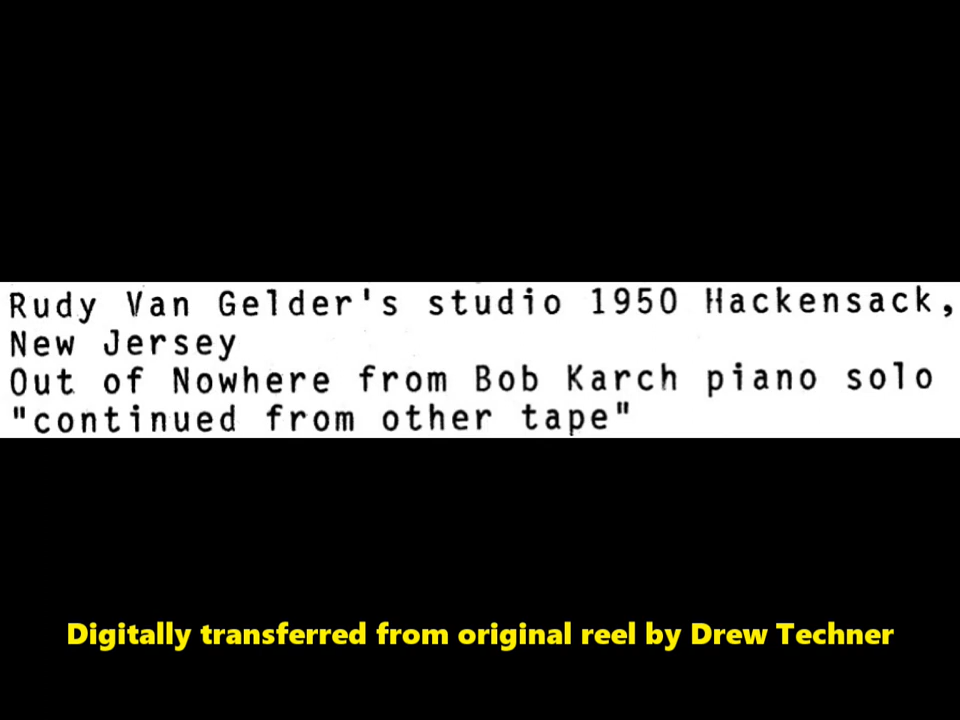 Rudy Van Gelder's studio 1950 Hackensack,
New Jersey
Out of Nowhere from Bob Karch piano solo
"continued from other tape"
Digitally transferred from original reel by Drew Techner